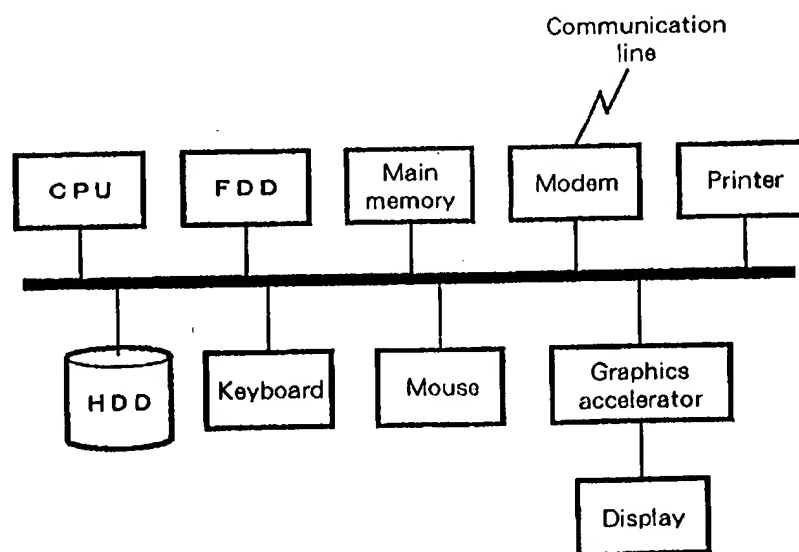 Communication
line
CPU
FDD
Main
memory
Modem
Printer
HDD
Keyboard
Mouse
Graphics
accelerator
Display